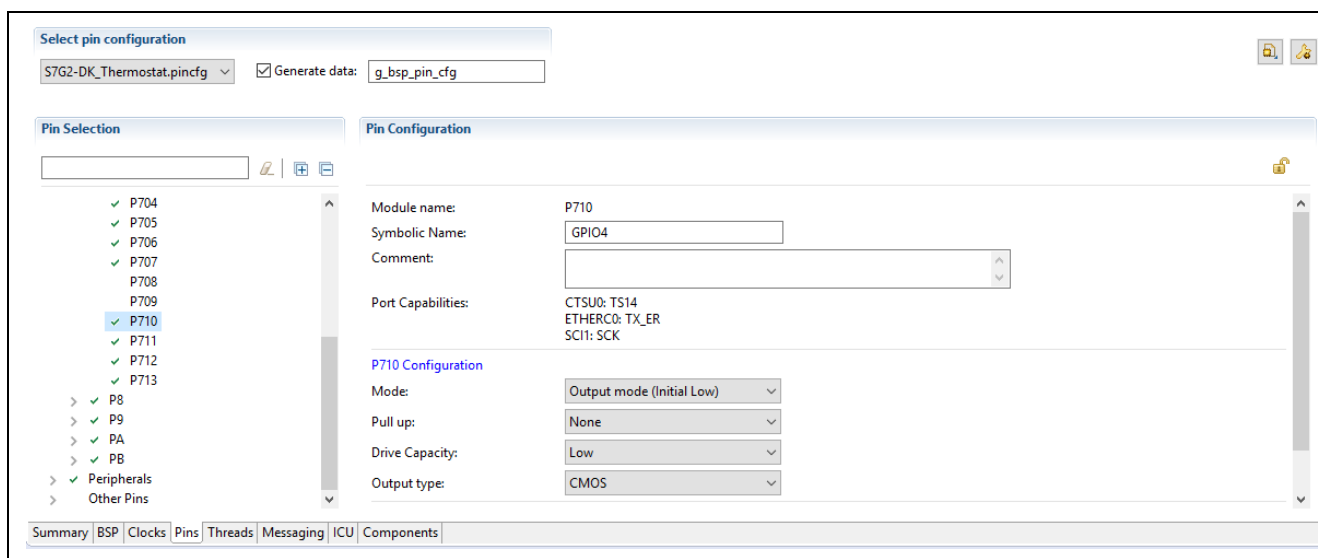 Select pin configuration
S7G2-DK_Thermostat.pincfg Generate data: g_bsp_pin_cfg
Pin Selection
P704
P705
P706
P707
P708
P709
P710
P711
P712
P713
P8
P9
PA
PB
Peripherals
Other Pins
Pin Configuration
Module name: P710
Symbolic Name: GPIO4
Comment:
Port Capabilities: CTSU0: TS14
ETHERC0: TX_ER
SCI1: SCK
P710 Configuration
Mode: Output mode (Initial Low)
Pull up: None
Drive Capacity: Low
Output type: CMOS
Summary BSP Clocks Pins Threads Messaging ICU Components